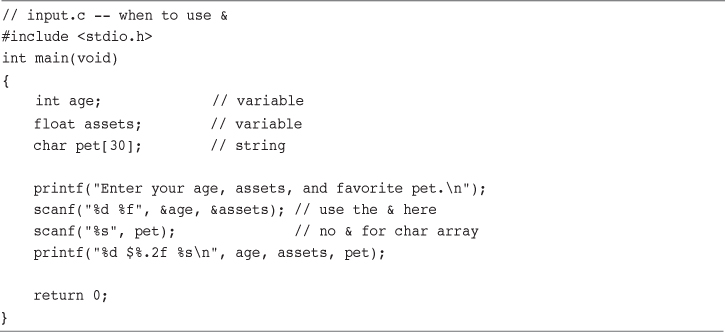 // input.c -- when to use &
#include <stdio.h>
int main(void)
{
    int age;             // variable
    float assets;        // variable
    char pet[30];        // string

    printf("Enter your age, assets, and favorite pet.\n");
    scanf("%d %f", &age, &assets); // use the & here
    scanf("%s", pet);              // no & for char array
    printf("%d $%.2f %s\n", age, assets, pet);

    return 0;
}